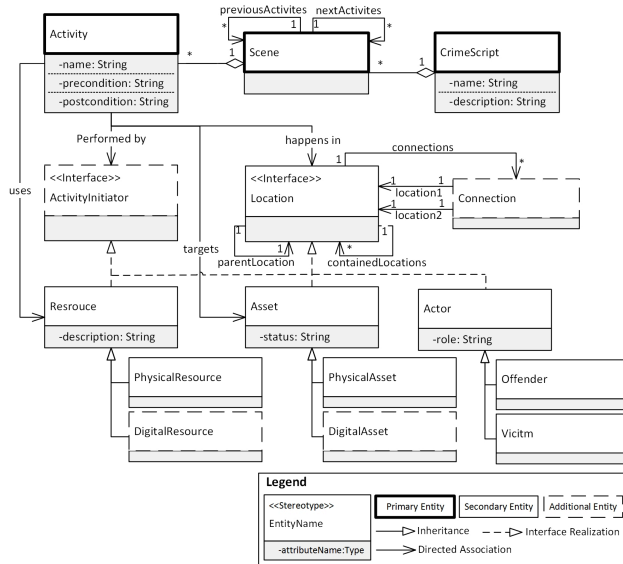 previousActivites
nextActivites
1
1
*
*
Activity
Scene
CrimeScript
*
1
*
1
-name: String
-precondition: String
-postcondition: String
-name: String
-description: String
Performed by
happens in
connections
1
*
<<Interface>>
ActivityInitiator
<<Interface>>
Location
Connection
1
1
location1
1
1
location2
uses
targets
1
1
parentLocation
1
*
containedLocations
Resrouce
Asset
Actor
-description: String
-status: String
-role: String
PhysicalResource
PhysicalAsset
Offender
DigitalResource
DigitalAsset
Vicitm
Legend
<<Stereotype>>
EntityName
-attributeName:Type
Primary Entity
Secondary Entity
Additional Entity
Inheritance
Interface Realization
Directed Association